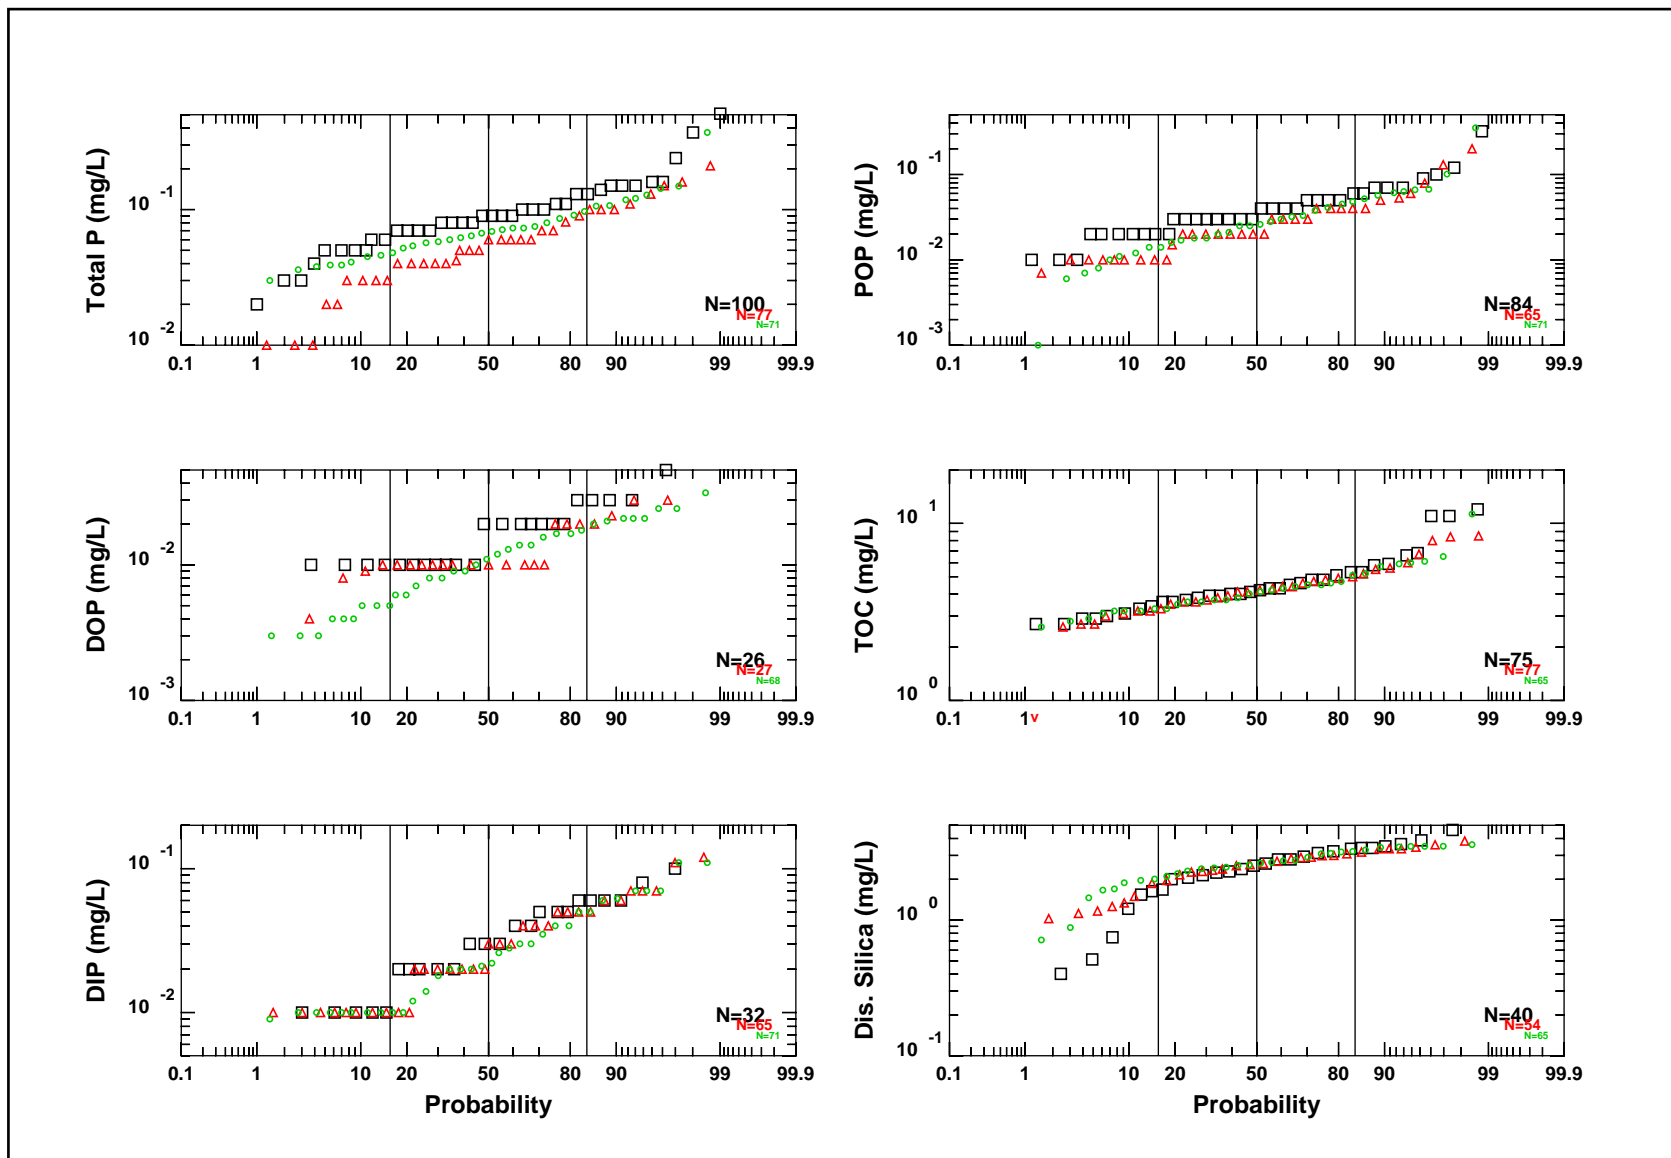 Total P (mg/L)
10 -1
10 -2
N=100
N=77
N=71
0.1 1 10 20 50 80 90 99 99.9
POP (mg/L)
10 -1
10 -2
10 -3
N=84
N=65
N=71
0.1 1 10 20 50 80 90 99 99.9
DOP (mg/L)
10 -2
10 -3
N=26
N=27
N=68
0.1 1 10 20 50 80 90 99 99.9
TOC (mg/L)
10 1
10 0
N=75
N=77
N=65
0.1 1 v 10 20 50 80 90 99 99.9
DIP (mg/L)
10 -1
10 -2
N=32
N=65
N=71
0.1 1 10 20 50 80 90 99 99.9
Probability
Dis. Silica (mg/L)
10 0
10 -1
N=40
N=54
N=65
0.1 1 10 20 50 80 90 99 99.9
Probability